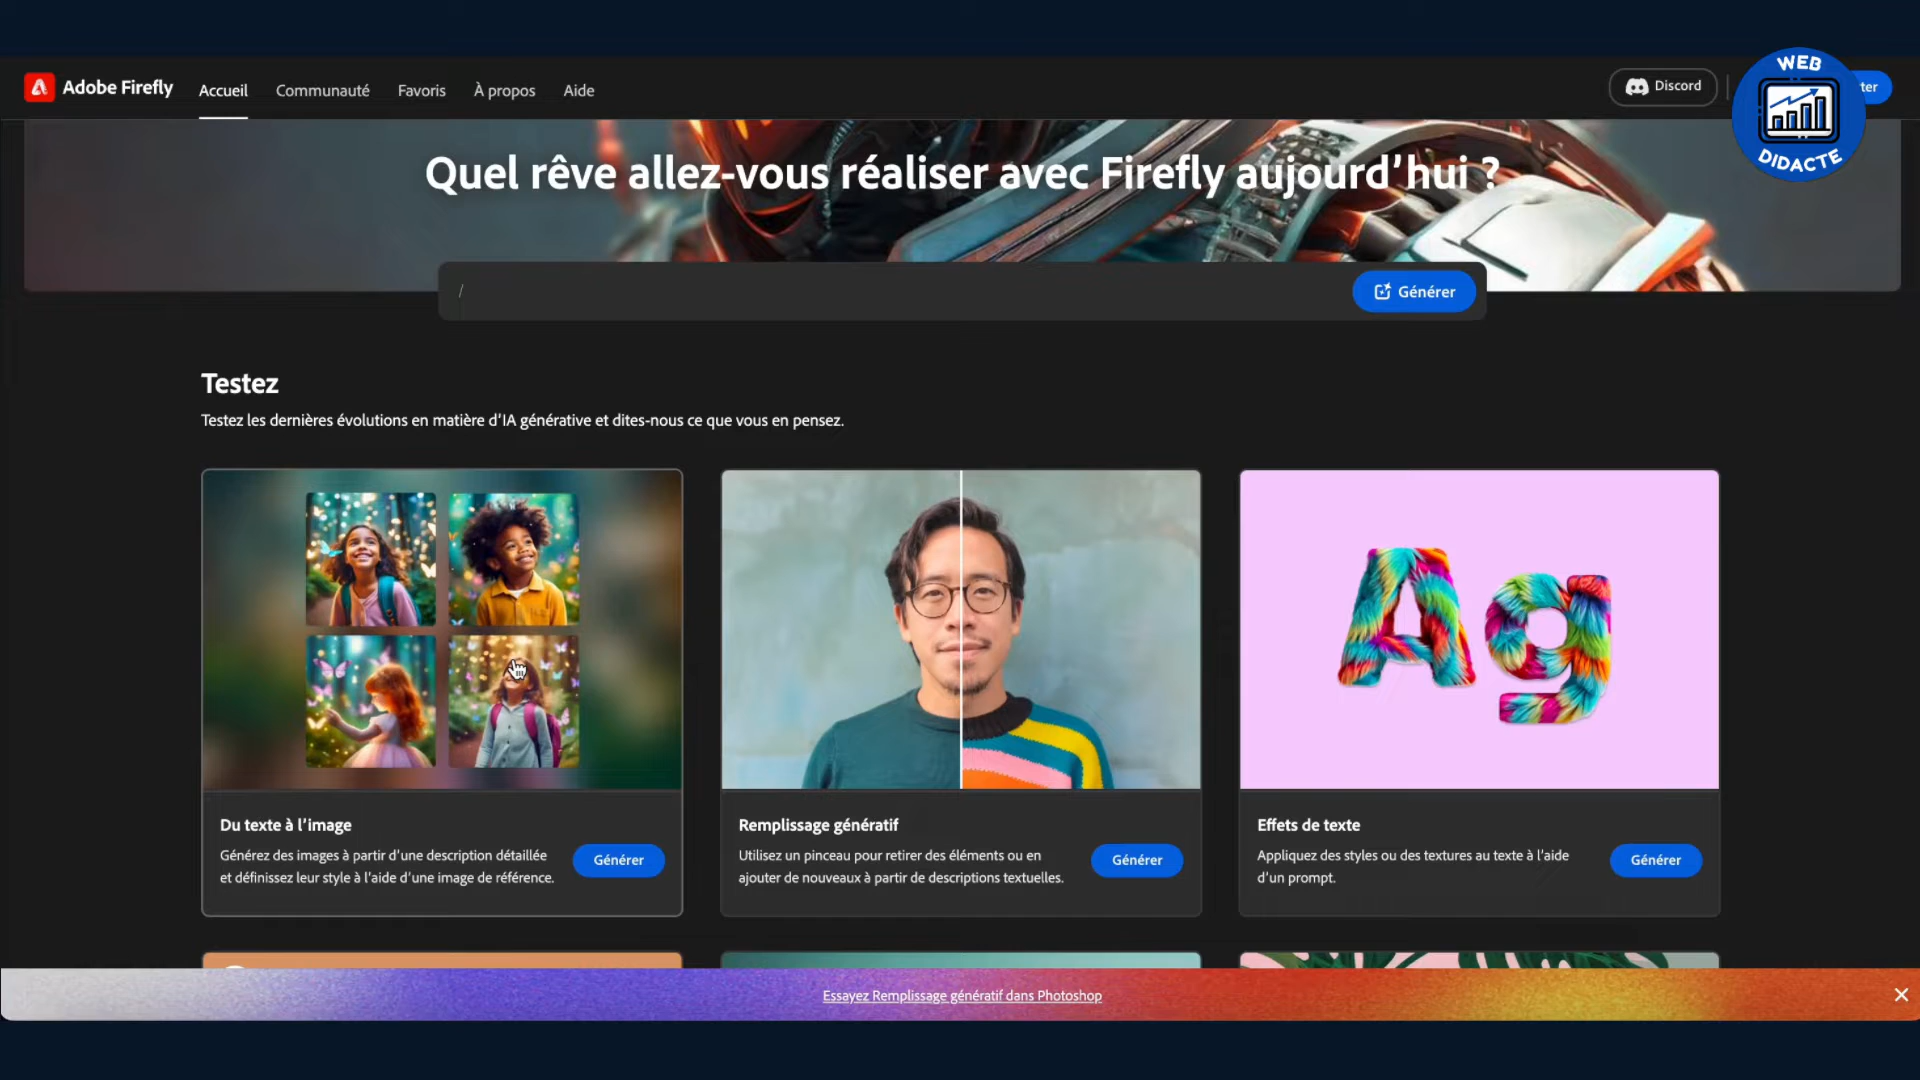 Adobe Firefly
Accueil
Communauté
Favoris
À propos
Aide
Discord
WEB
DIDACTE
Quel rêve allez-vous réaliser avec Firefly aujourd’hui ?
/
Générer
Testez
Testez les dernières évolutions en matière d’IA générative et dites-nous ce que vous en pensez.
Ag
Du texte à l’image
Générez des images à partir d’une description détaillée
et définissez leur style à l’aide d’une image de référence.
Générer
Remplissage génératif
Utilisez un pinceau pour retirer des éléments ou en
ajouter de nouveaux à partir de descriptions textuelles.
Générer
Effets de texte
Appliquez des styles ou des textures au texte à l’aide
d’un prompt.
Générer
Essayez Remplissage génératif dans Photoshop